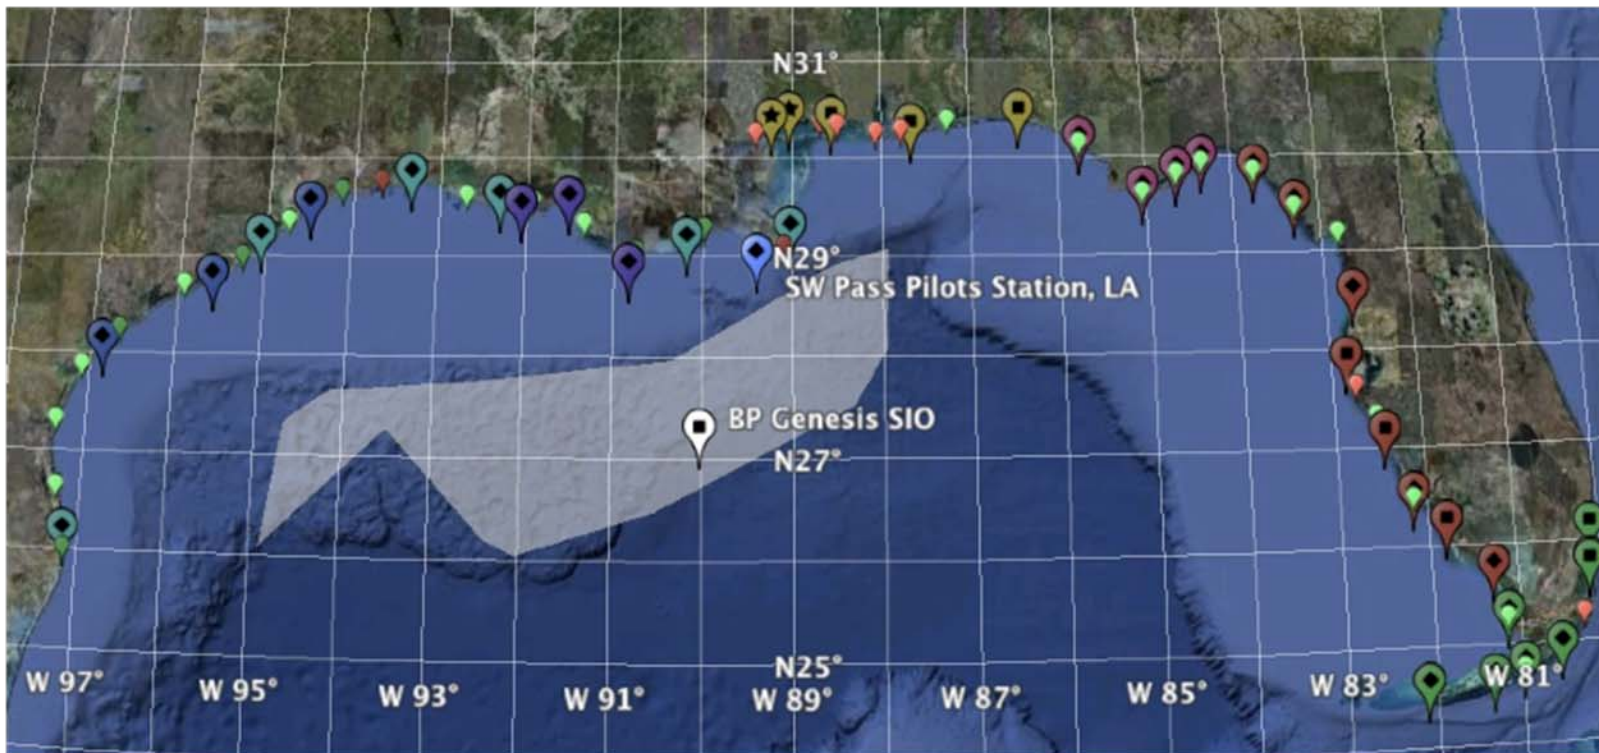 N31°
N29°
SW Pass Pilots Station, LA
BP Genesis SIO
N27°
N25°
W 97°
W 95°
W 93°
W 91°
W 89°
W 87°
W 85°
W 83°
W 81°